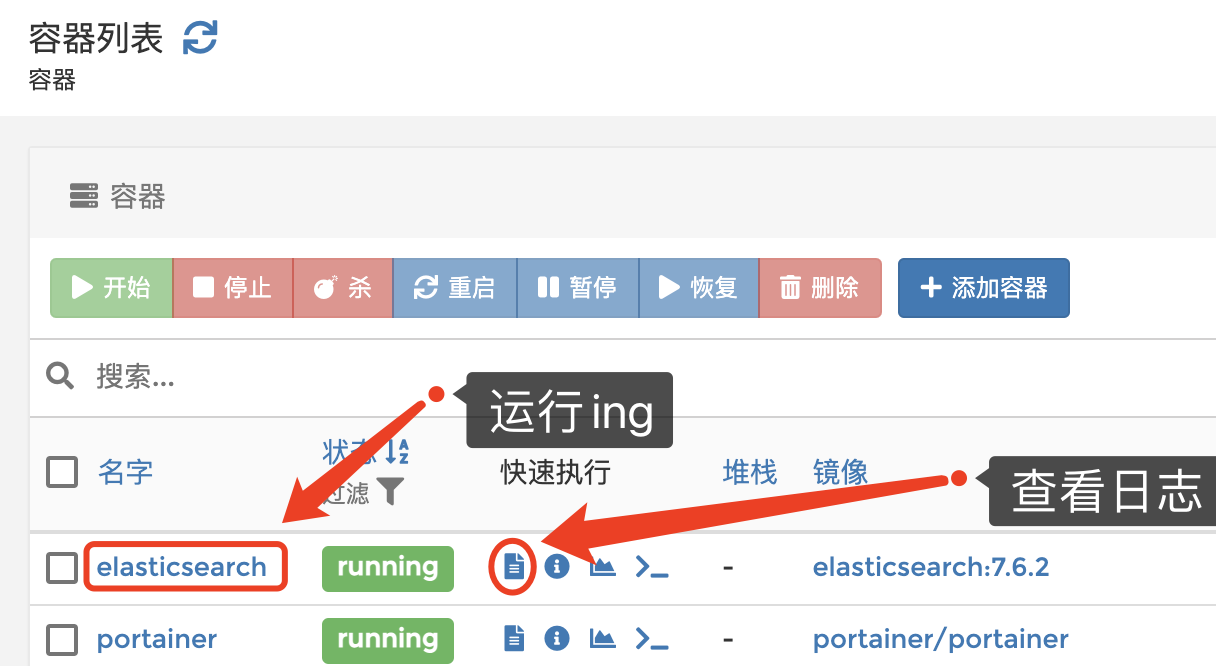 容器列表
容器
容器
开始 停止 杀 重启 暂停 恢复 删除 添加容器
搜索...
运行ing
名字 状态 过滤 快速执行 堆栈 镜像
查看日志
elasticsearch running - elasticsearch:7.6.2
portainer running - portainer/portainer